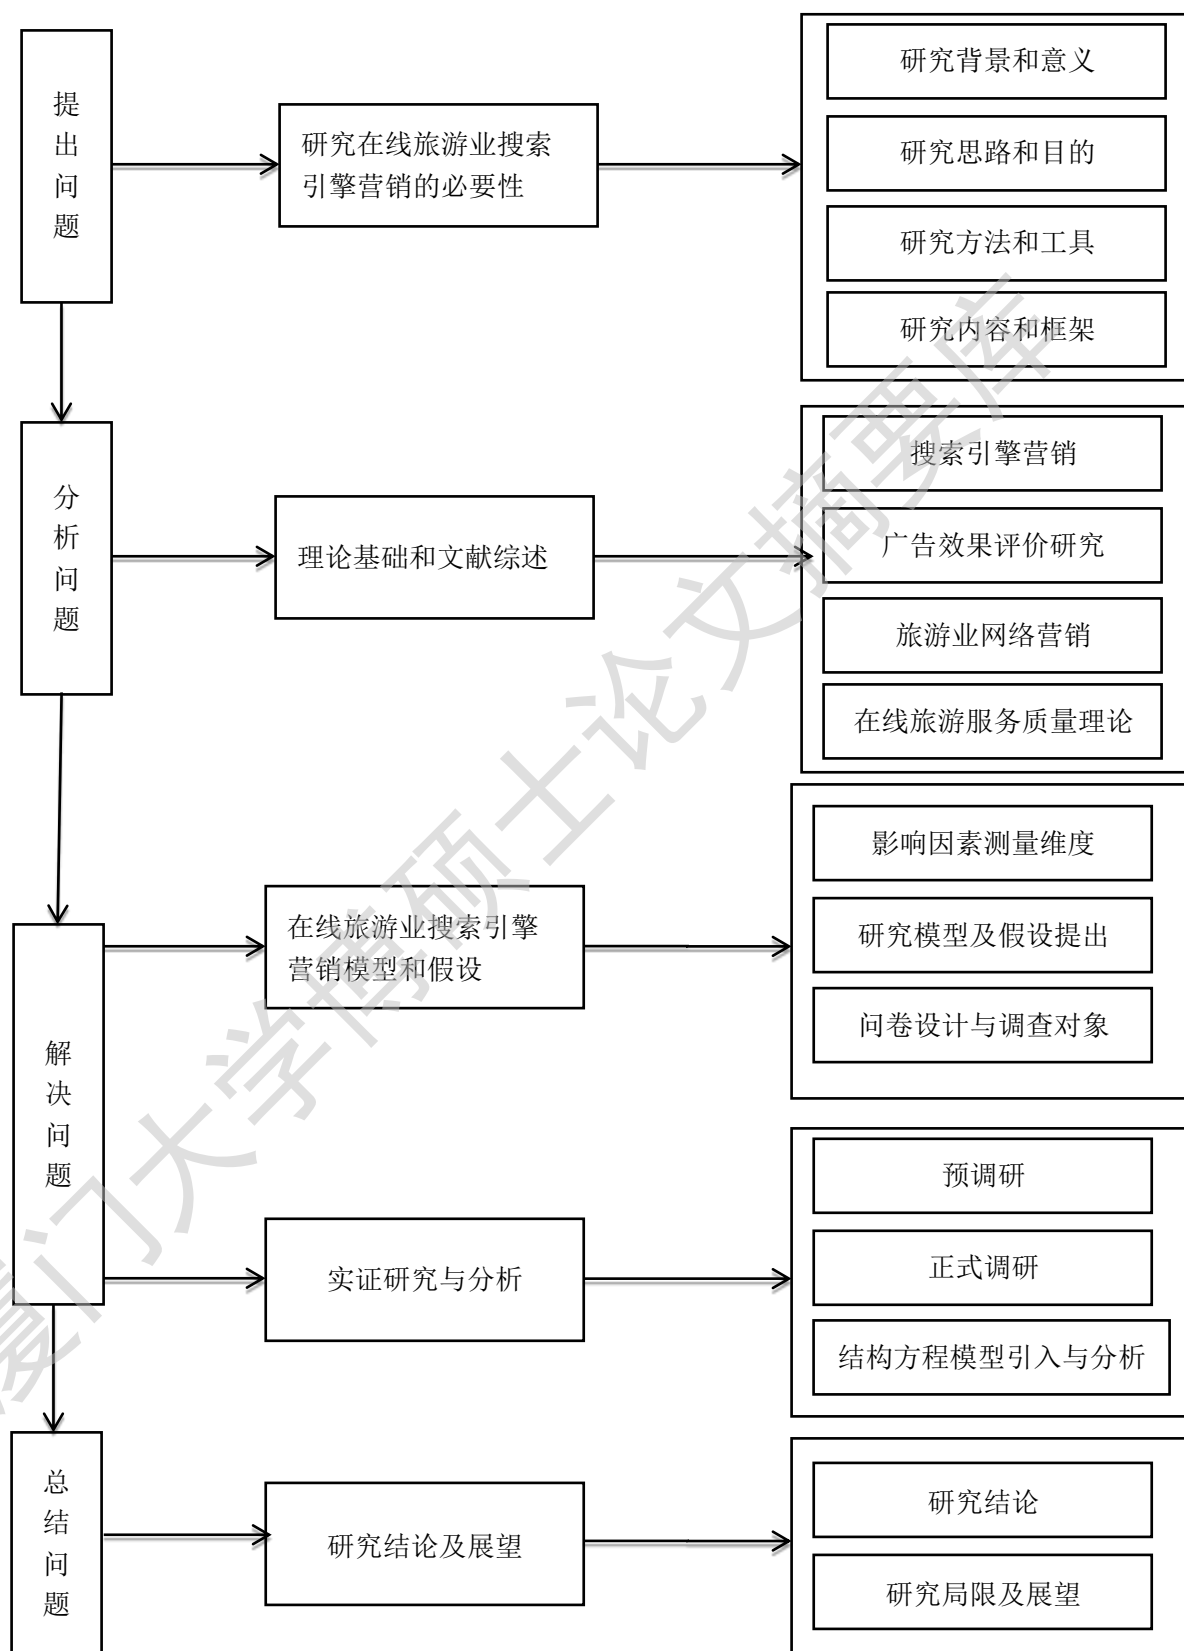 提出问题
研究在线旅游业搜索
引擎营销的必要性
研究背景和意义
研究思路和目的
研究方法和工具
研究内容和框架
分析问题
理论基础和文献综述
搜索引擎营销
广告效果评价研究
旅游业网络营销
在线旅游服务质量理论
解决问题
在线旅游业搜索引擎
营销模型和假设
影响因素测量维度
研究模型及假设提出
问卷设计与调查对象
实证研究与分析
预调研
正式调研
结构方程模型引入与分析
总结问题
研究结论及展望
研究结论
研究局限及展望
厦门大学博硕士论文摘要库